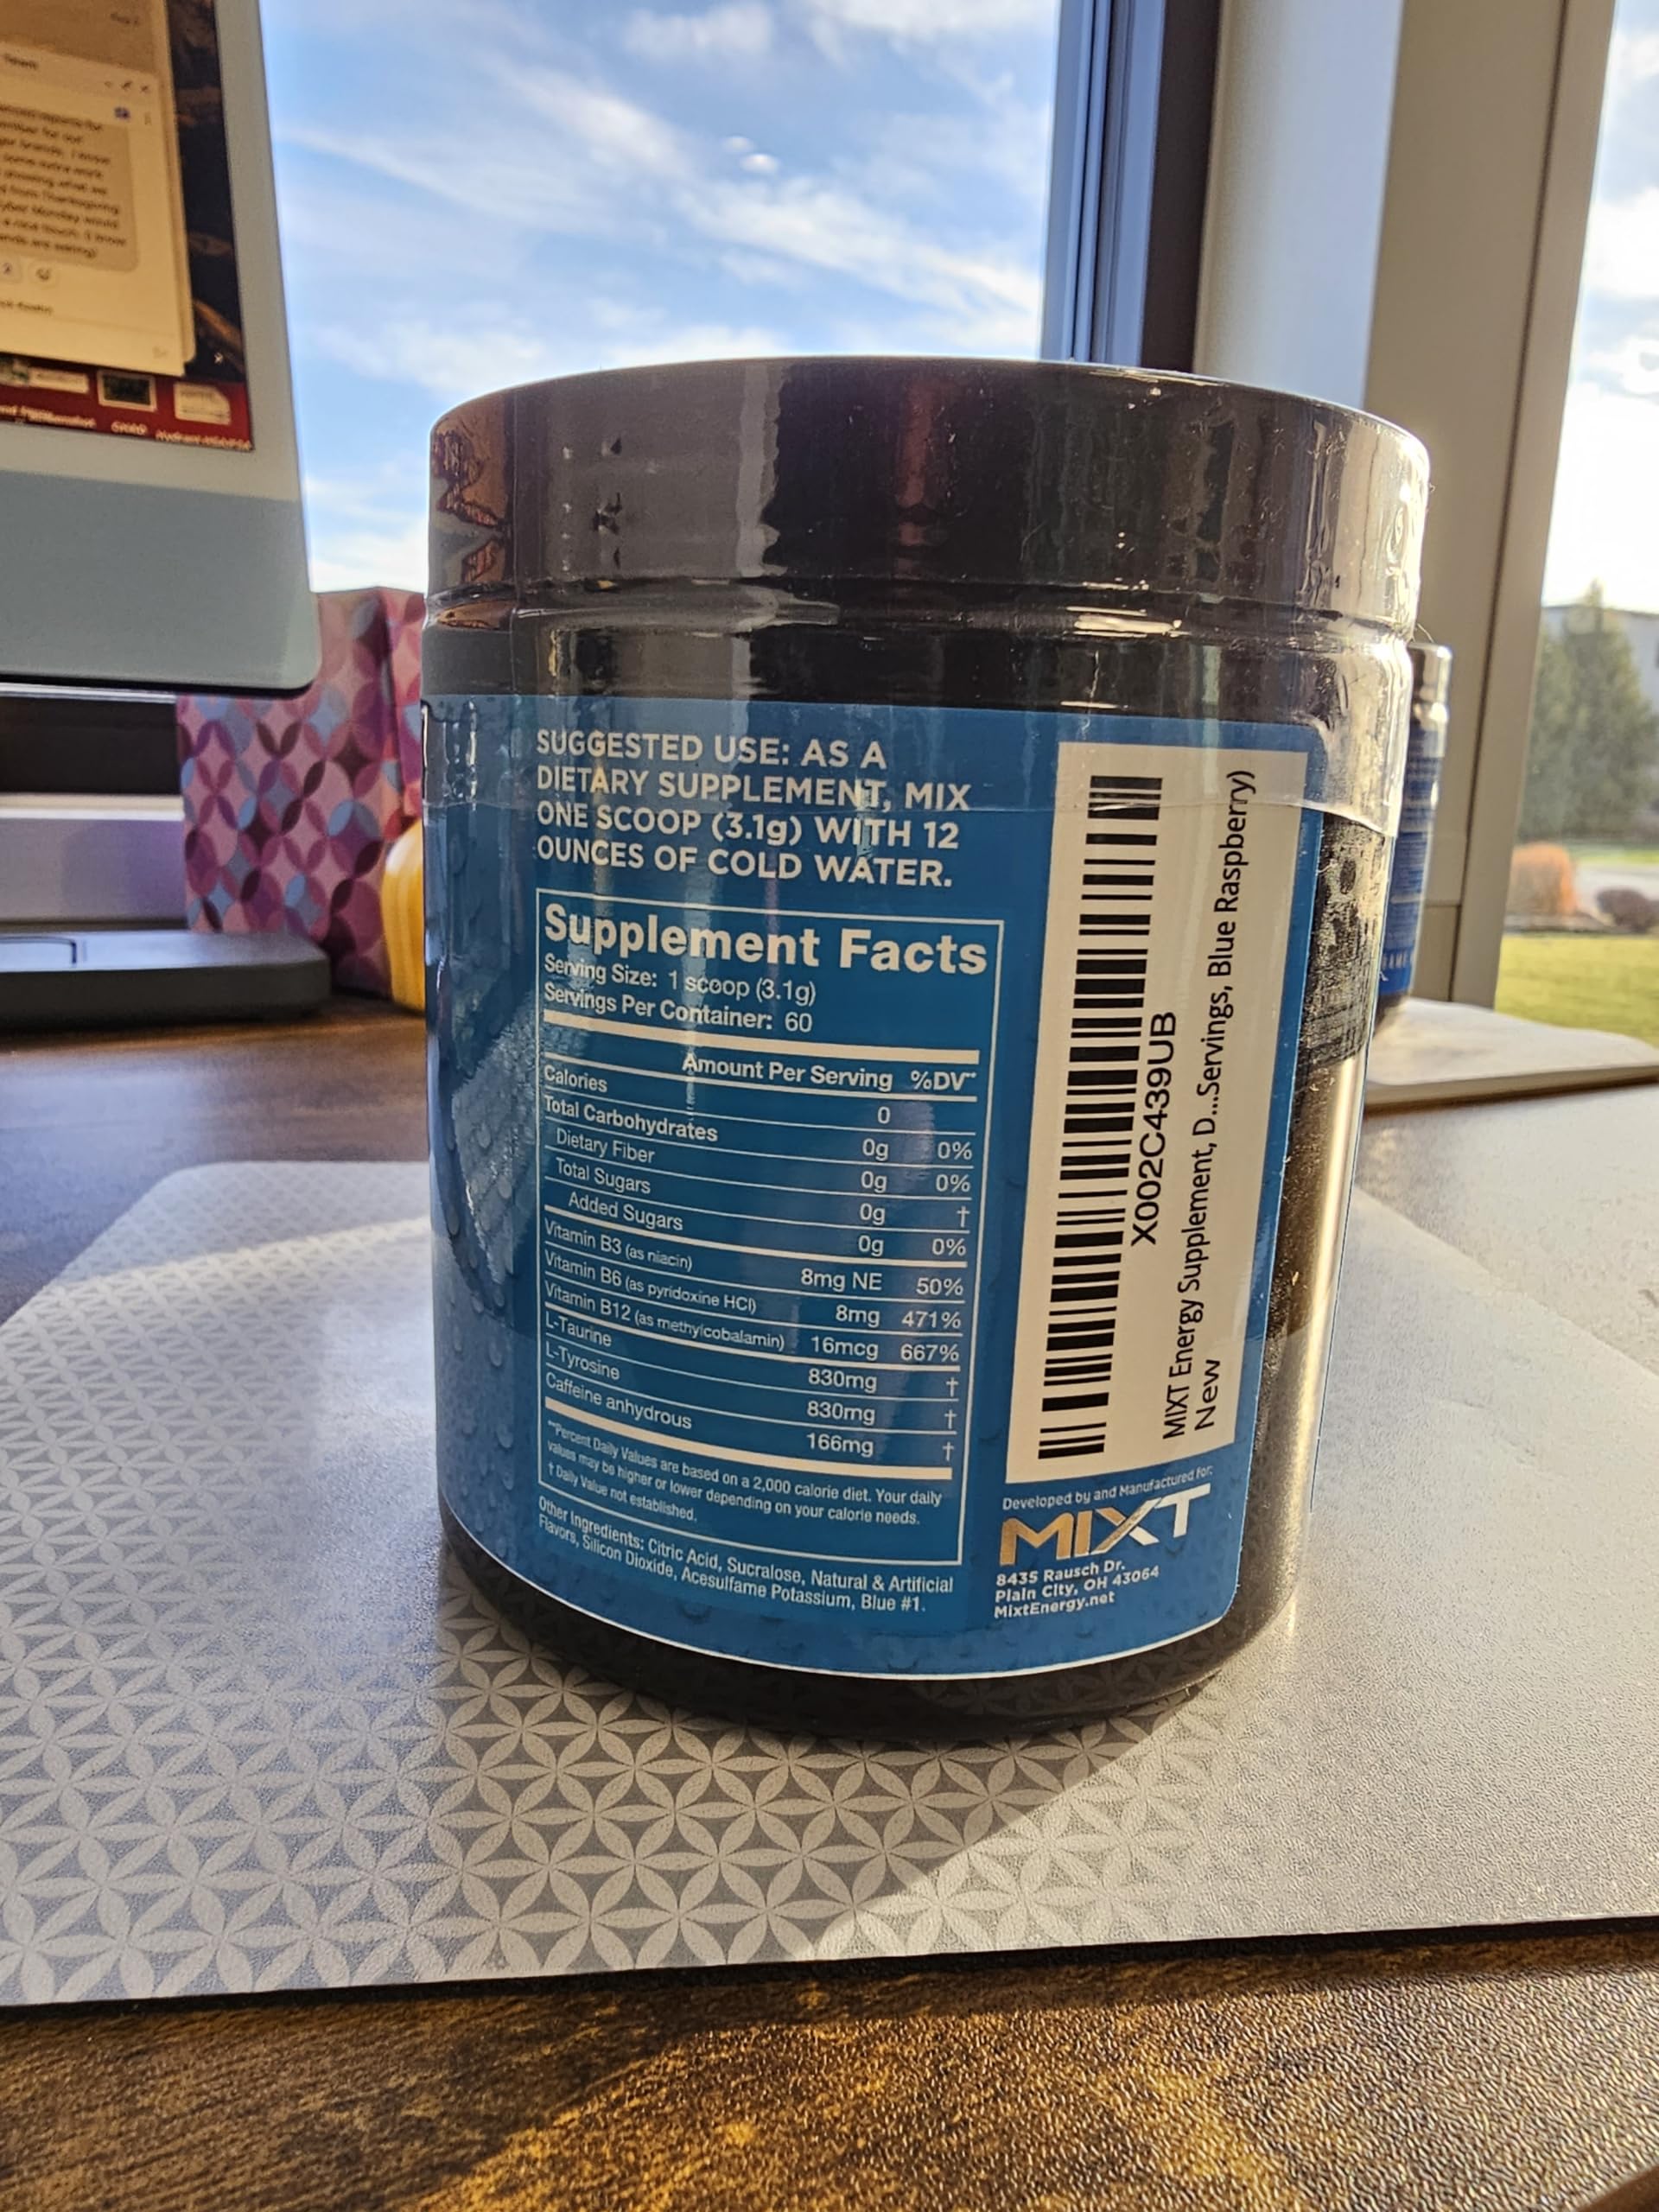 SUGGESTED USE: AS A
DIETARY SUPPLEMENT, MIX
ONE SCOOP (3.1g) WITH 12
OUNCES OF COLD WATER.
Supplement Facts
Serving Size: 1 scoop (3.1g)
Servings Per Container: 60
Amount Per Serving %DV**
Calories 0
Total Carbohydrates 0g 0%
Dietary Fiber 0g 0%
Total Sugars 0g †
Added Sugars 0g 0%
Vitamin B3 (as niacin) 8mg NE 50%
Vitamin B6 (as pyridoxine HCl) 8mg 471%
Vitamin B12 (as methylcobalamin) 16mcg 667%
L-Taurine 830mg †
L-Tyrosine 830mg †
Caffeine anhydrous 166mg †
**Percent Daily Values are based on a 2,000 calorie diet. Your daily
values may be higher or lower depending on your calorie needs.
† Daily Value not established.
Other Ingredients: Citric Acid, Sucralose, Natural & Artificial
Flavors, Silicon Dioxide, Acesulfame Potassium, Blue #1.
X002C439UB
MIXT Energy Supplement, D...Servings, Blue Raspberry)
New
Developed by and Manufactured for:
MIXT
8435 Rausch Dr.
Plain City, OH 43064
MixtEnergy.net